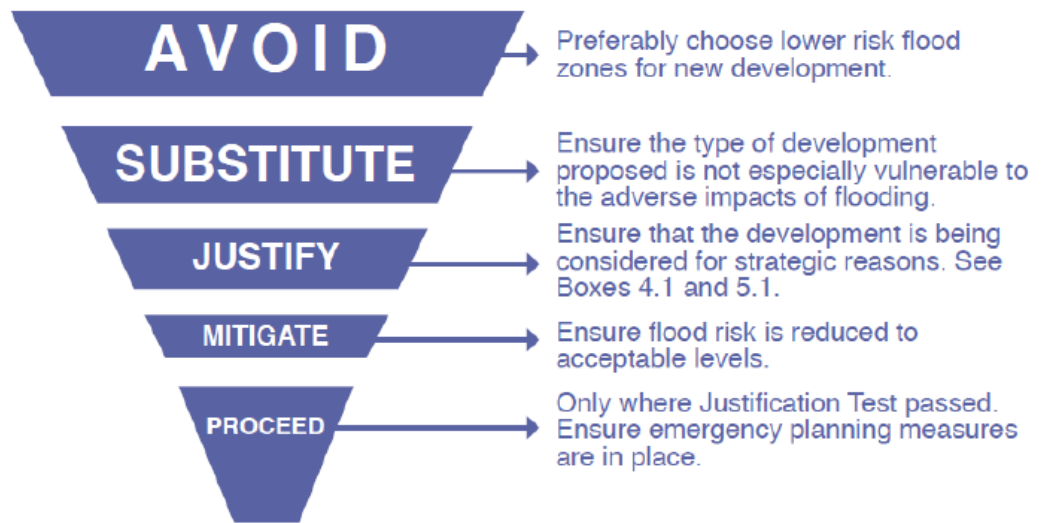 AVOID
Preferably choose lower risk flood
zones for new development.
SUBSTITUTE
Ensure the type of development
proposed is not especially vulnerable to
the adverse impacts of flooding.
JUSTIFY
Ensure that the development is being
considered for strategic reasons. See
Boxes 4.1 and 5.1.
MITIGATE
Ensure flood risk is reduced to
acceptable levels.
PROCEED
Only where Justification Test passed.
Ensure emergency planning measures
are in place.